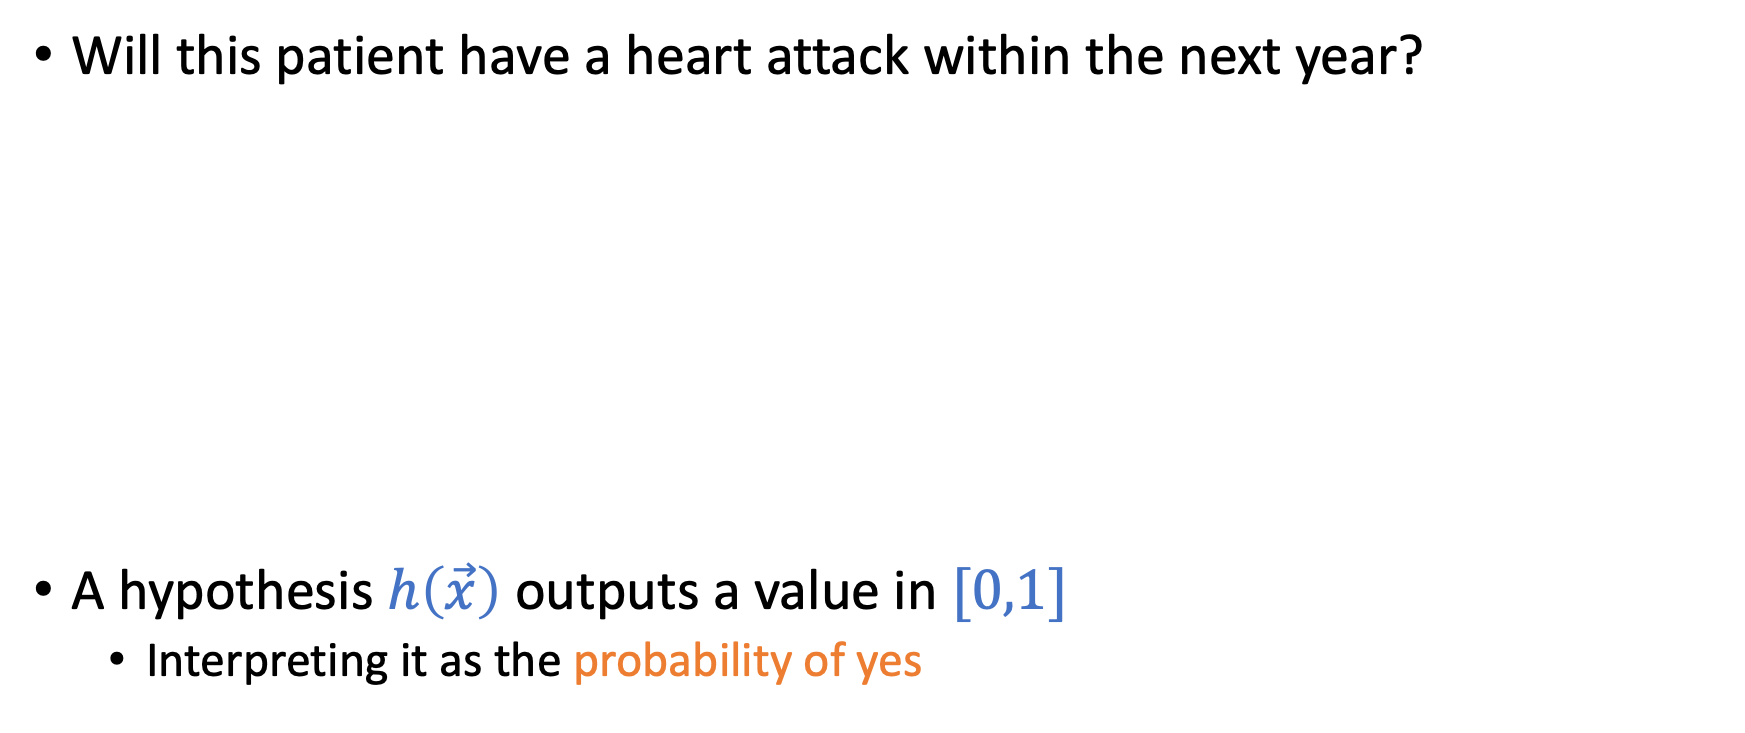 • Will this patient have a heart attack within the next year?
• A hypothesis h(x⃗) outputs a value in [0,1]
• Interpreting it as the probability of yes